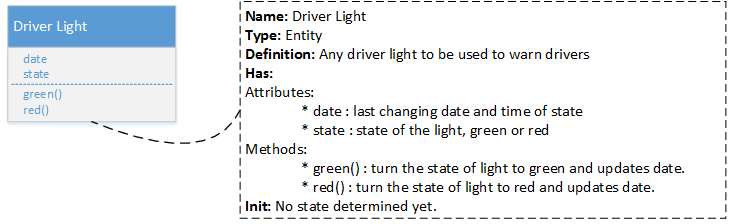 Driver Light
date
state
green()
red()
Name: Driver Light
Type: Entity
Definition: Any driver light to be used to warn drivers
Has:
Attributes:
* date : last changing date and time of state
* state : state of the light, green or red
Methods:
* green() : turn the state of light to green and updates date.
* red() : turn the state of light to red and updates date.
Init: No state determined yet.